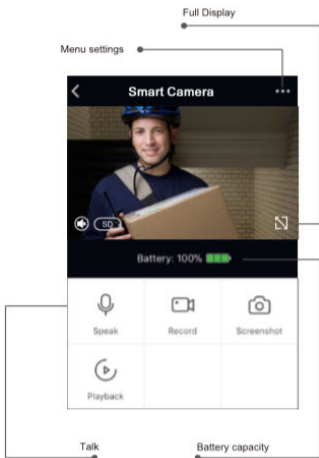 Full Display
Menu settings
Smart Camera
SD
Battery: 100%
Speak
Record
Screenshot
Playback
Talk
Battery capacity